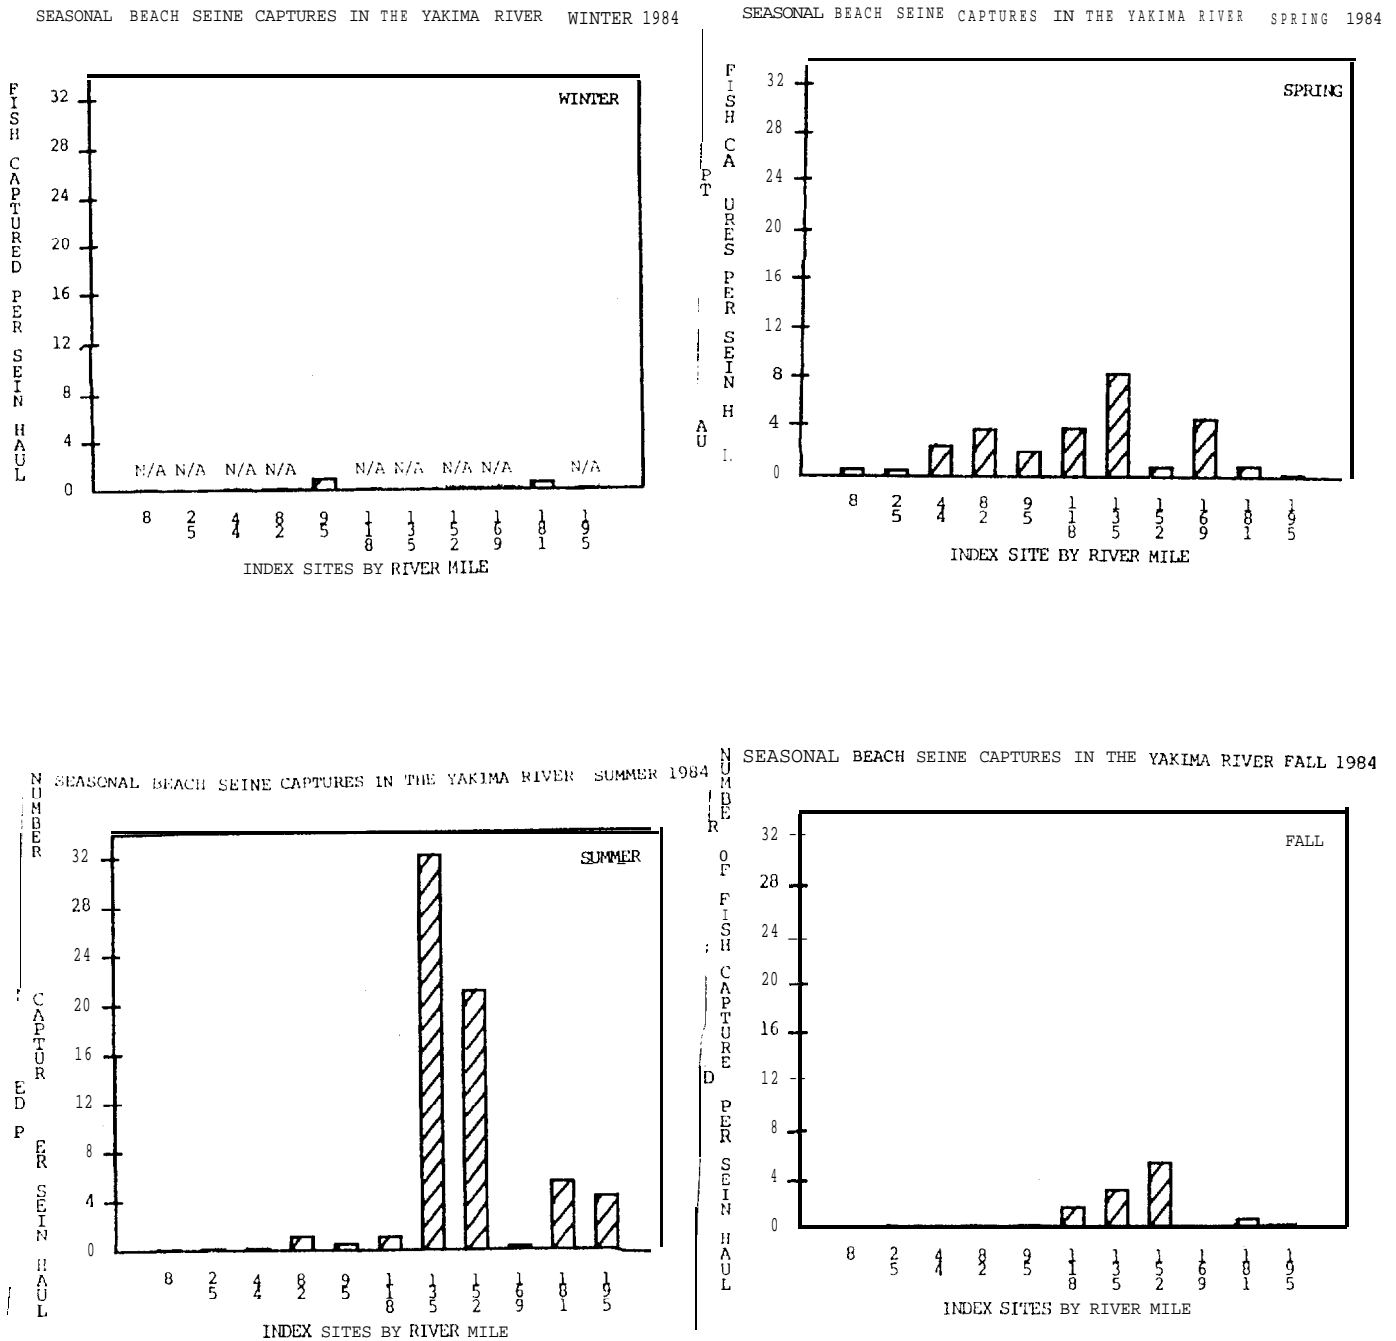 SEASONAL BEACH SEINE CAPTURES IN THE YAKIMA RIVER WINTER 1984
FISH CAPTURED PER SEIN HAUL
WINTER
32
28
24
20
16
12
8
4
0
N/A N/A N/A N/A N/A N/A N/A N/A N/A
8 25 44 82 95 118 135 152 169 181 195
INDEX SITES BY RIVER MILE
SEASONAL BEACH SEINE CAPTURES IN THE YAKIMA RIVER SPRING 1984
FISH CAPTURES PER SEIN HAUL
SPRING
32
28
24
20
16
12
8
4
0
8 25 44 82 95 118 135 152 169 181 195
INDEX SITE BY RIVER MILE
SEASONAL BEACH SEINE CAPTURES IN THE YAKIMA RIVER SUMMER 1984
NUMBER CAPTURED PER SEIN HAUL
SUMMER
32
28
24
20
16
12
8
4
0
8 25 44 82 95 118 135 152 169 181 195
INDEX SITES BY RIVER MILE
SEASONAL BEACH SEINE CAPTURES IN THE YAKIMA RIVER FALL 1984
NUMBER OF FISH CAPTURED PER SEIN HAUL
FALL
32
28
24
20
16
12
8
4
0
8 25 44 82 95 118 135 152 169 181 195
INDEX SITES BY RIVER MILE